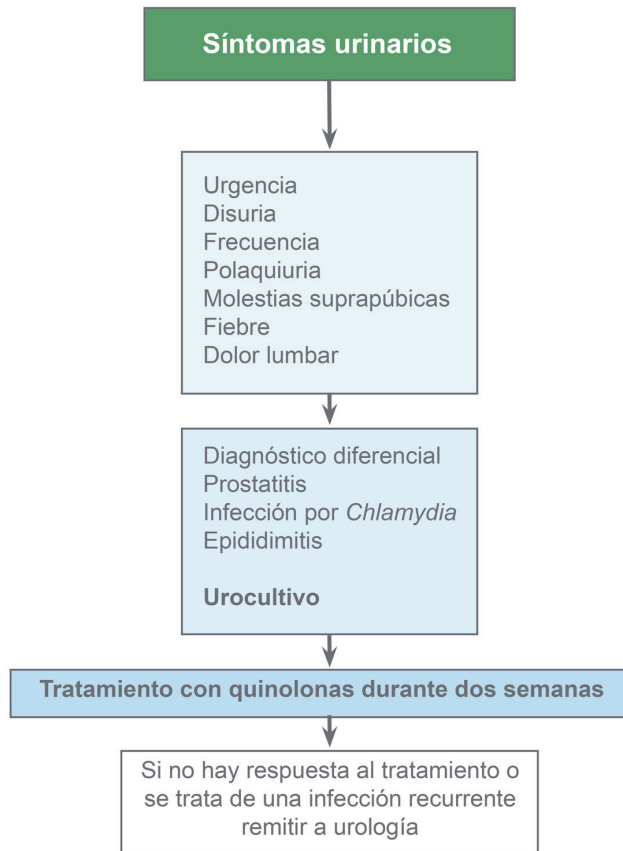 Síntomas urinarios
Urgencia
Disuria
Frecuencia
Polaquiuria
Molestias suprapúbicas
Fiebre
Dolor lumbar
Diagnóstico diferencial
Prostatitis
Infección por Chlamydia
Epididimitis
Urocultivo
Tratamiento con quinolonas durante dos semanas
Si no hay respuesta al tratamiento o
se trata de una infección recurrente
remitir a urología